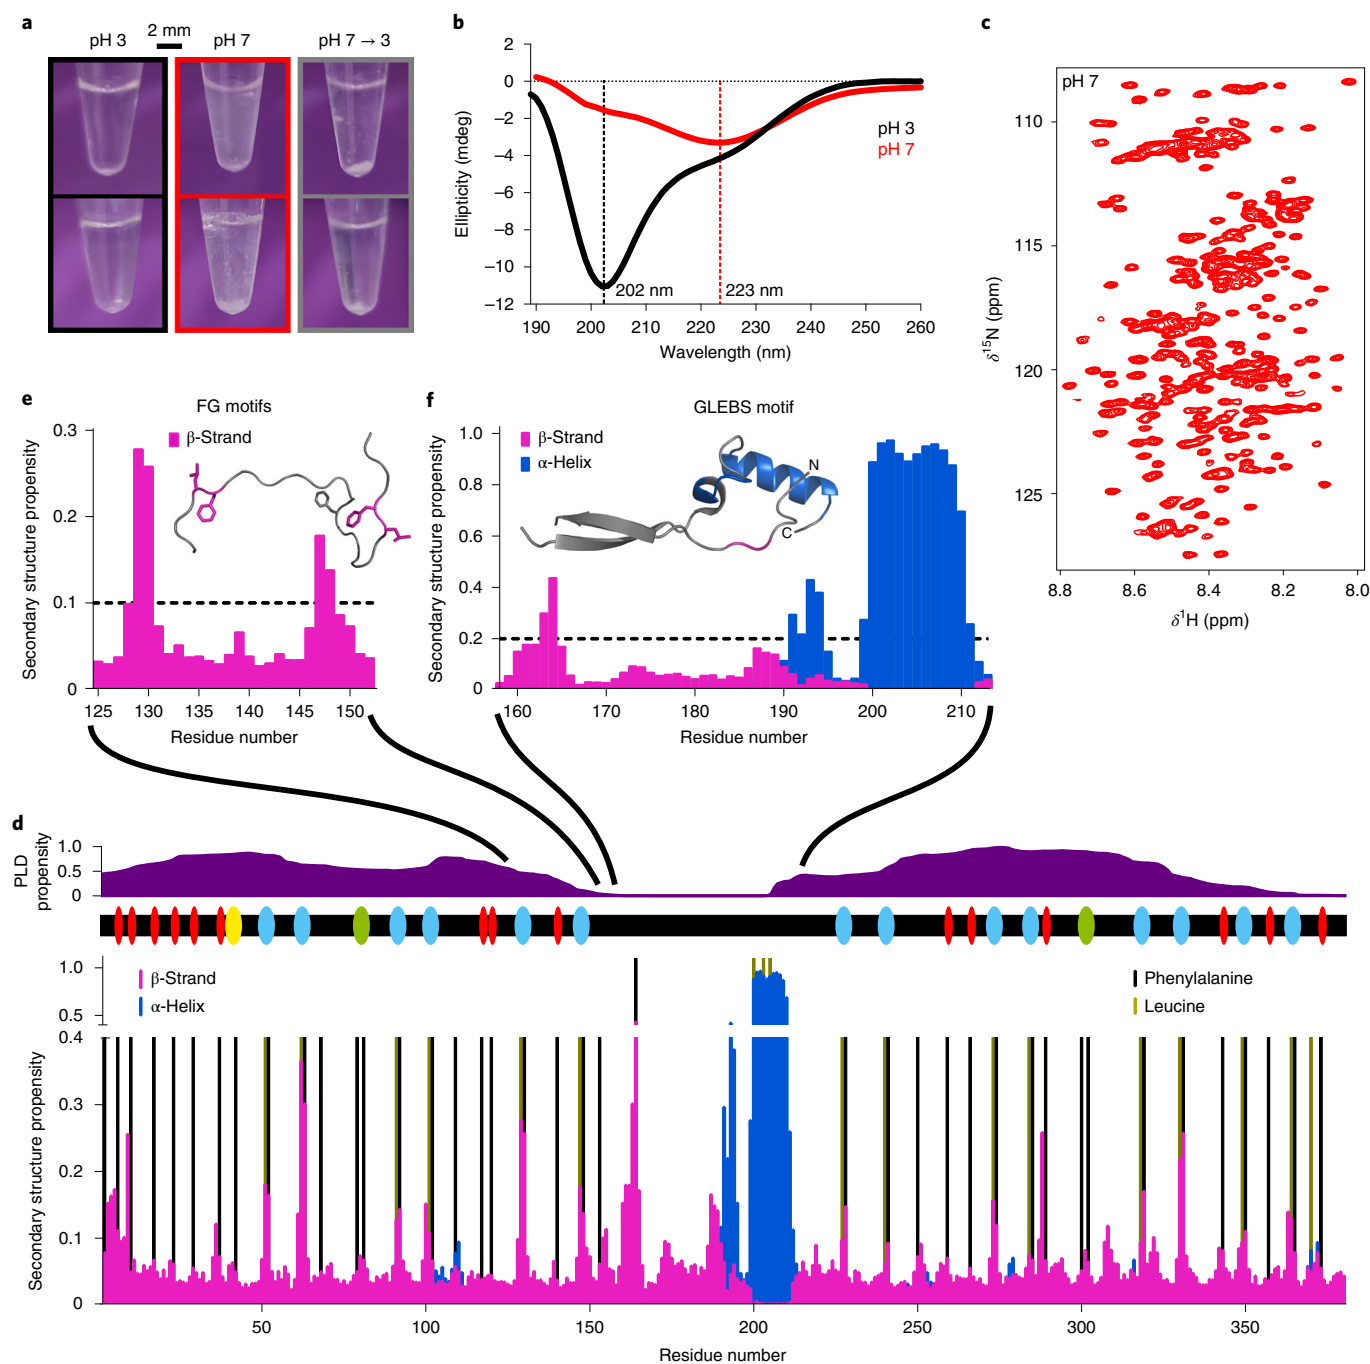 a
2 mm
pH 3
pH 7
pH 7 → 3
b
Ellipticity (mdeg)
2
0
–2
–4
–6
–8
–10
–12
pH 3
pH 7
202 nm
223 nm
190 200 210 220 230 240 250 260
Wavelength (nm)
c
pH 7
110
115
120
125
δ15N (ppm)
8.8 8.6 8.4 8.2 8.0
δ1H (ppm)
e
FG motifs
β-Strand
Secondary structure propensity
0.3
0.2
0.1
0
125 130 135 140 145 150
Residue number
f
GLEBS motif
β-Strand
α-Helix
N
C
Secondary structure propensity
1.0
0.8
0.6
0.4
0.2
0
160 170 180 190 200 210
Residue number
d
PLD
propensity
1.0
0.5
0
β-Strand
α-Helix
Phenylalanine
Leucine
Secondary structure propensity
1.0
0.5
0.4
0.3
0.2
0.1
0
50 100 150 200 250 300 350
Residue number